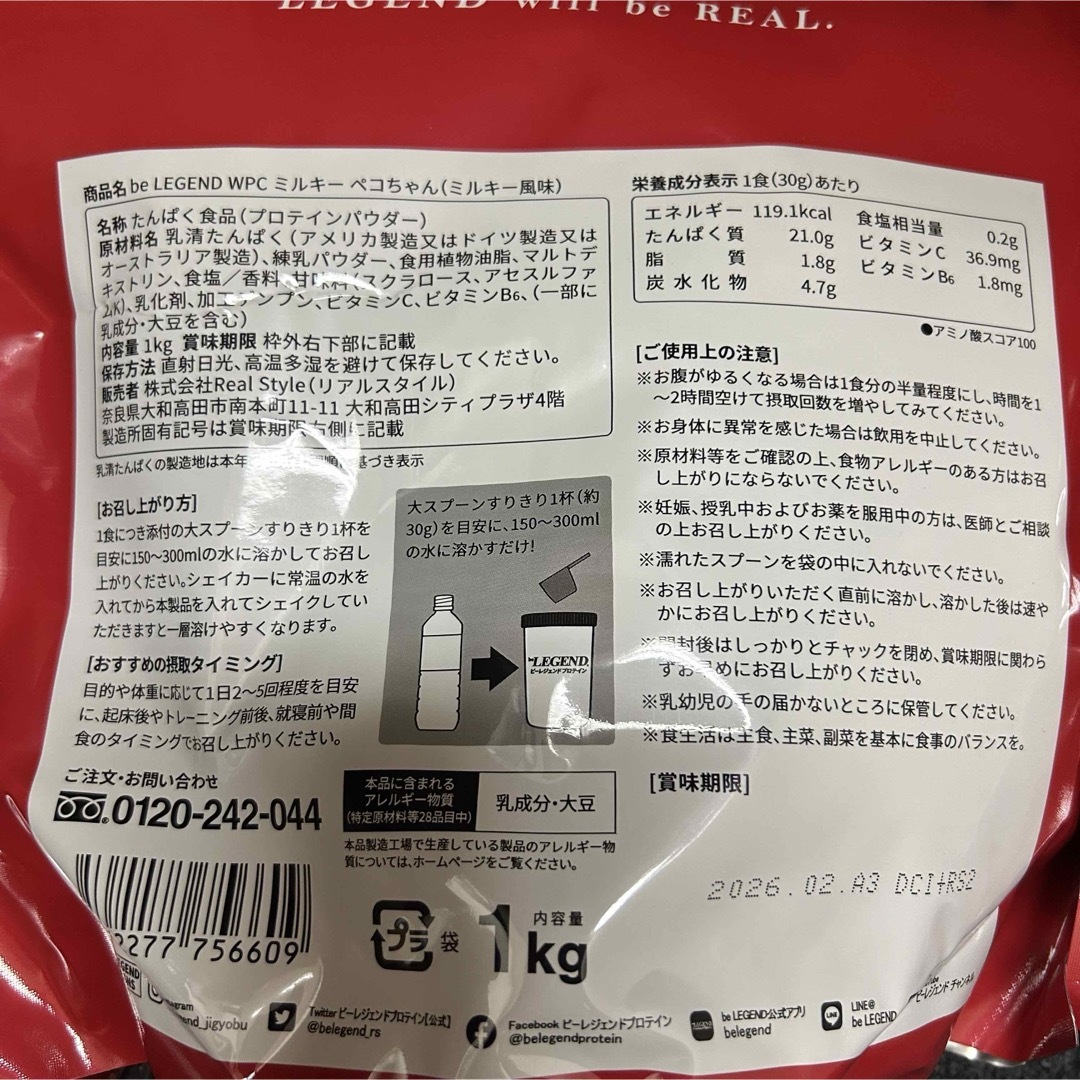 LEGEND will be REAL.
商品名 be LEGEND WPC ミルキー ペコちゃん(ミルキー風味)
名称 たんぱく食品(プロテインパウダー)
原材料名 乳清たんぱく(アメリカ製造又はドイツ製造又は
オーストラリア製造)、練乳パウダー、食用植物油脂、マルトデ
キストリン、食塩/香料、甘味料(スクラロース、アセスルファ
ムK)、乳化剤、加工デンプン、ビタミンC、ビタミンB6、(一部に
乳成分・大豆を含む)
内容量 1kg 賞味期限 枠外右下部に記載
保存方法 直射日光、高温多湿を避けて保存してください。
販売者 株式会社Real Style(リアルスタイル)
奈良県大和高田市南本町11-11 大和高田シティプラザ4階
製造所固有記号は賞味期限右側に記載
乳清たんぱくの製造地は本年 基づき表示
[お召し上がり方]
1食につき添付の大スプーンすりきり1杯を
目安に150〜300mlの水に溶かしてお召し
上がりください。シェイカーに常温の水を
入れてから本製品を入れてシェイクしてい
ただきますと一層溶けやすくなります。
[おすすめの摂取タイミング]
目的や体重に応じて1日2〜5回程度を目安
に、起床後やトレーニング前後、就寝前や間
食のタイミングでお召し上がりください。
大スプーンすりきり1杯(約
30g)を目安に、150〜300ml
の水に溶かすだけ!
be LEGEND.
ビーレジェンドプロテイン
ご注文・お問い合わせ
0120-242-044
本品に含まれる
アレルギー物質
(特定原材料等28品目中)
乳成分・大豆
本品製造工場で生産している製品のアレルギー物
質については、ホームページをご覧ください。
2277 756609
プラ
袋
内容量
1kg
栄養成分表示 1食(30g)あたり
エネルギー 119.1kcal
たんぱく質 21.0g
脂質 1.8g
炭水化物 4.7g
食塩相当量 0.2g
ビタミンC 36.9mg
ビタミンB6 1.8mg
●アミノ酸スコア100
[ご使用上の注意]
※お腹がゆるくなる場合は1食分の半量程度にし、時間を1
〜2時間空けて摂取回数を増やしてみてください。
※お身体に異常を感じた場合は飲用を中止してください。
※原材料等をご確認の上、食物アレルギーのある方はお召
し上がりにならないでください。
※妊娠、授乳中およびお薬を服用中の方は、医師とご相談
の上お召し上がりください。
※濡れたスプーンを袋の中に入れないでください。
※お召し上がりいただく直前に溶かし、溶かした後は速や
かにお召し上がりください。
※開封後はしっかりとチャックを閉め、賞味期限に関わら
ずお早めにお召し上がりください。
※乳幼児の手の届かないところに保管してください。
※食生活は主食、主菜、副菜を基本に食事のバランスを。
[賞味期限]
2026.02.A3 DCI+RS2
Twitter ビーレジェンドプロテイン【公式】
@belegend_rs
Facebook ビーレジェンドプロテイン
@belegendprotein
be LEGEND公式アプリ
belegend
LINE
LINE@
be LEGEND
ビーレジェンド チャンネル